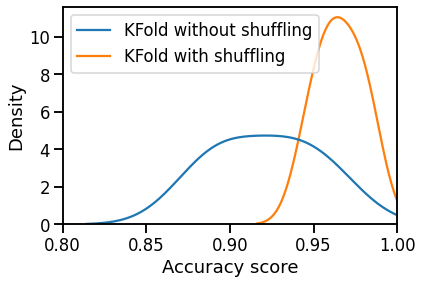 KFold without shuffling
KFold with shuffling
Density
10
8
6
4
2
0
0.80
0.85
0.90
0.95
1.00
Accuracy score